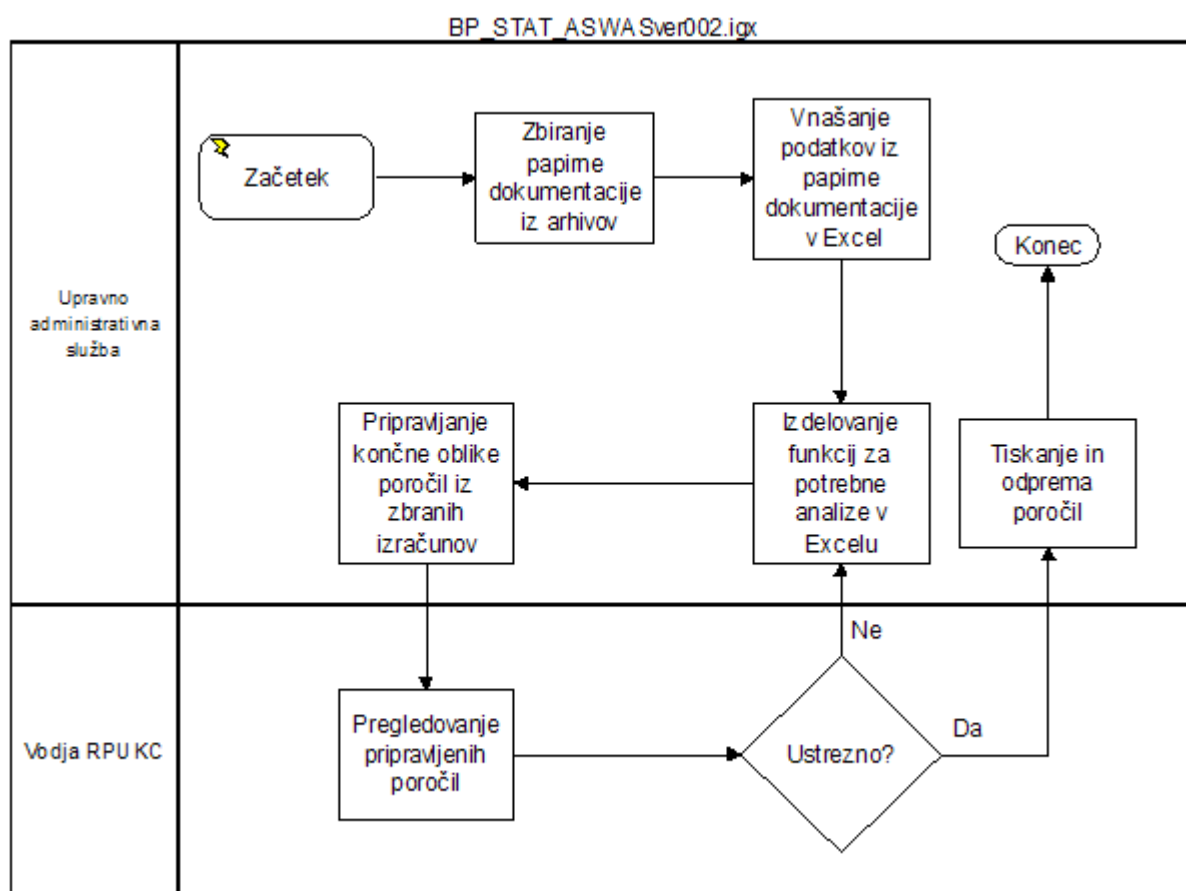 BP_STAT_ASWASver002.igx
Upravno
administrativna
služba
Začetek
Zbiranje
papirne
dokumentacije
iz arhivov
Vnašanje
podatkov iz
papirne
dokumentacije
v Excel
Konec
Pripravljanje
končne oblike
poročil iz
zbranih
izračunov
Izdelovanje
funkcij za
potrebne
analize v
Excelu
Tiskanje in
odprema
poročil
Vodja RPUKC
Pregledovanje
pripravljenih
poročil
Ustrezno?
Ne
Da